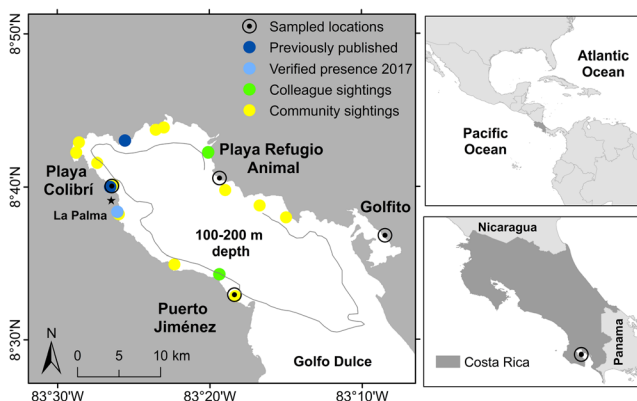 8°50'N
8°40'N
8°30'N
Sampled locations
Previously published
Verified presence 2017
Colleague sightings
Community sightings
Playa Refugio
Animal
Playa
Colibrí
La Palma
Golfito
100-200 m
depth
Puerto
Jiménez
N
0 5 10 km
Golfo Dulce
83°30'W
83°20'W
83°10'W
Atlantic
Ocean
Pacific
Ocean
Nicaragua
Panama
Costa Rica